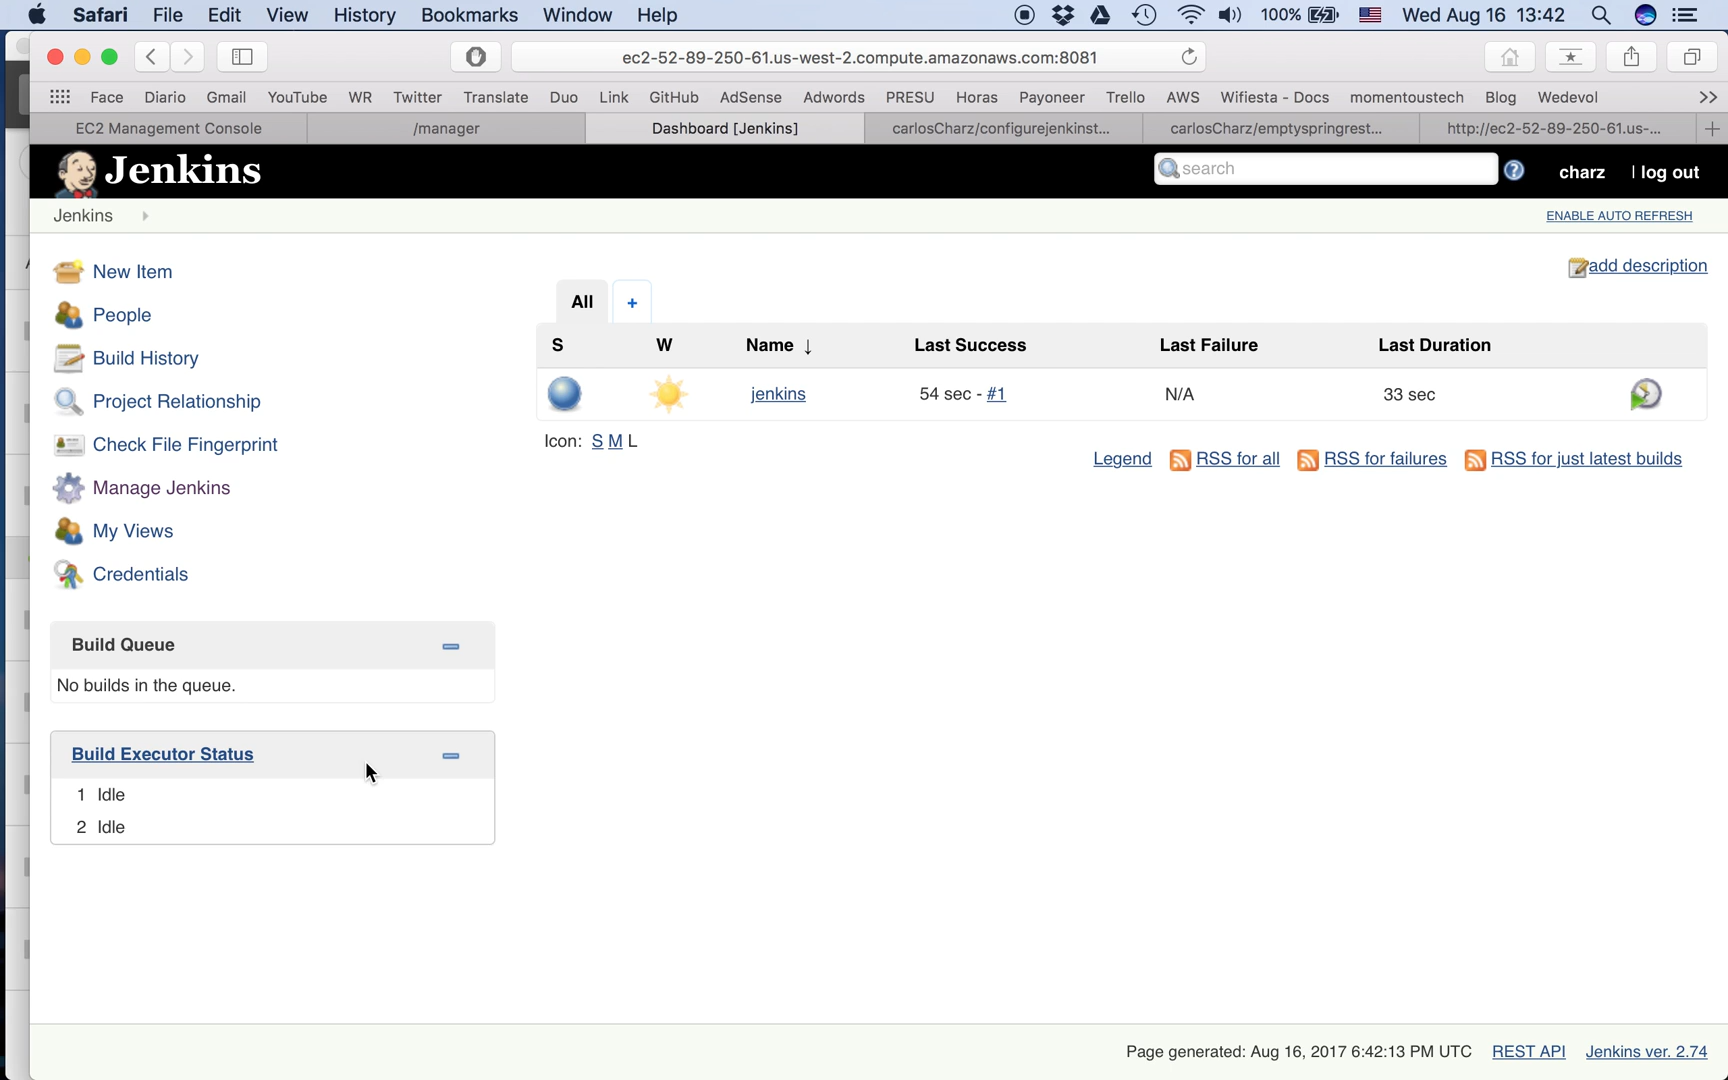 Safari File Edit View History Bookmarks Window Help 100% Wed Aug 16 13:42
ec2-52-89-250-61.us-west-2.compute.amazonaws.com:8081
Face Diario Gmail YouTube WR Twitter Translate Duo Link GitHub AdSense Adwords PRESU Horas Payoneer Trello AWS Wifiesta - Docs momentoustech Blog Wedevol >>
EC2 Management Console /manager Dashboard [Jenkins] carlosCharz/configurejenkinst... carlosCharz/emptyspringrest... http://ec2-52-89-250-61.us-... +
Jenkins search ? charz | log out
Jenkins ENABLE AUTO REFRESH
add description
New Item
People
Build History
Project Relationship
Check File Fingerprint
Manage Jenkins
My Views
Credentials
All +
S W Name ↓ Last Success Last Failure Last Duration
jenkins 54 sec - #1 N/A 33 sec
Icon: S M L
Legend RSS for all RSS for failures RSS for just latest builds
Build Queue
No builds in the queue.
Build Executor Status
1 Idle
2 Idle
Page generated: Aug 16, 2017 6:42:13 PM UTC REST API Jenkins ver. 2.74